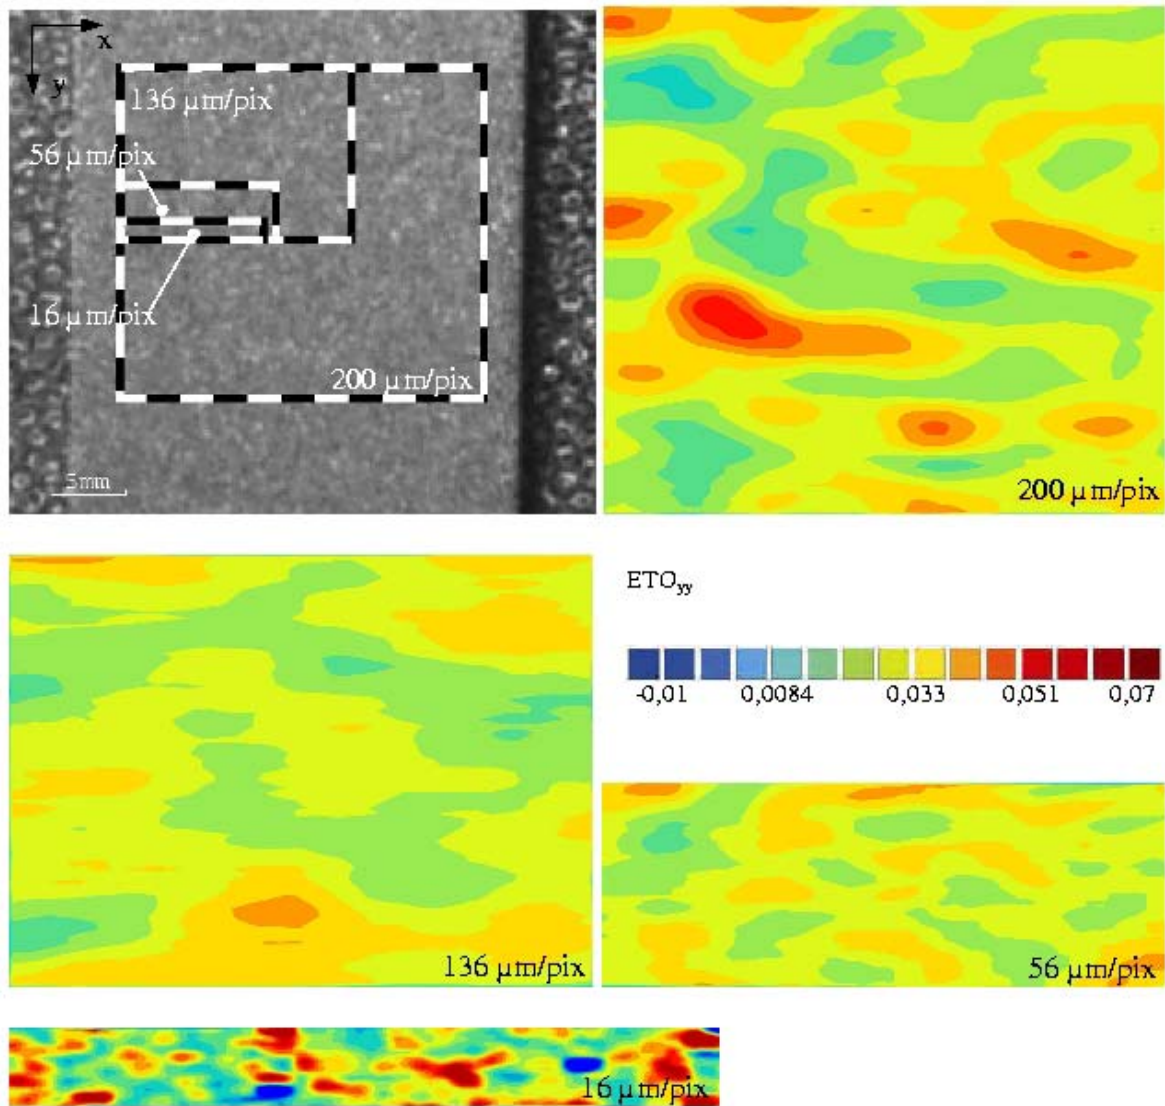 x
y
136 µm/pix
56 µm/pix
16 µm/pix
200 µm/pix
5mm
200 µm/pix
ETOyy
-0,01 0,0084 0,033 0,051 0,07
136 µm/pix
56 µm/pix
16 µm/pix